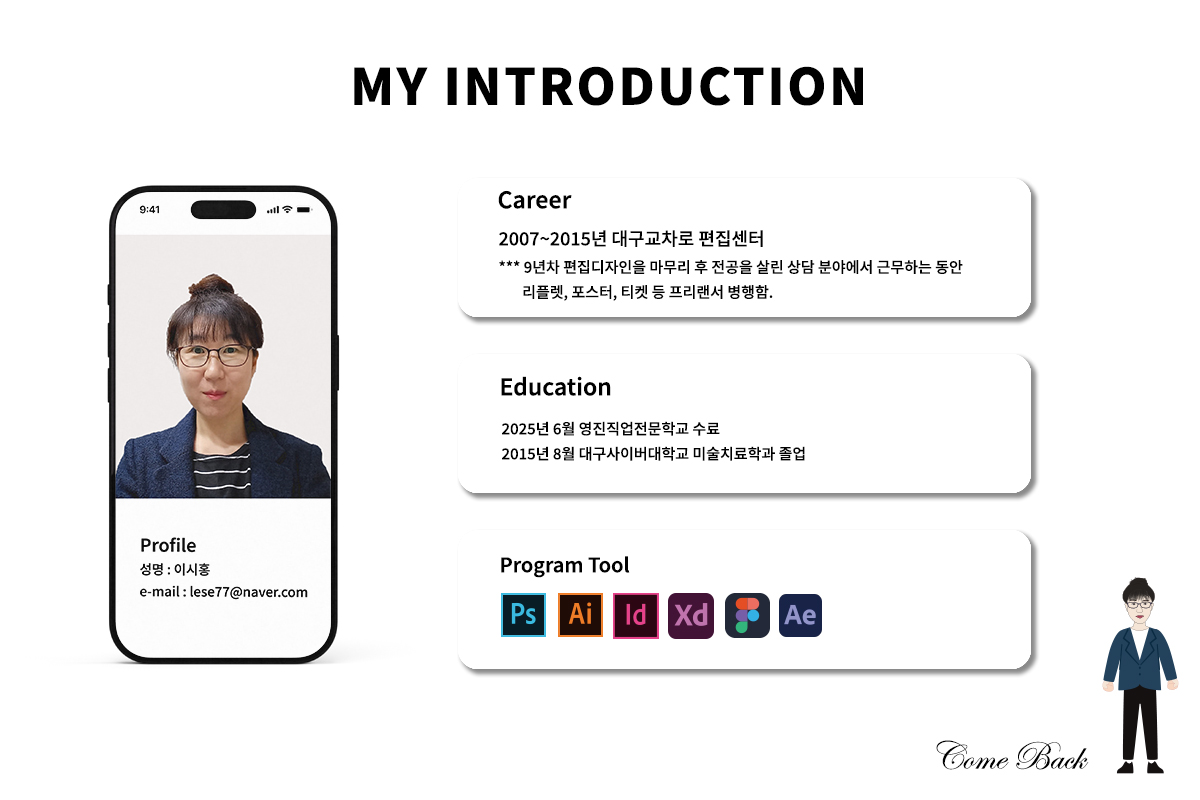 MY INTRODUCTION
9:41
Profile
성명 : 이시홍
e-mail : lese77@naver.com
Career
2007~2015년 대구교차로 편집센터
*** 9년차 편집디자인을 마무리 후 전공을 살린 상담 분야에서 근무하는 동안
리플렛, 포스터, 티켓 등 프리랜서 병행함.
Education
2025년 6월 영진직업전문학교 수료
2015년 8월 대구사이버대학교 미술치료학과 졸업
Program Tool
Ps Ai Id Xd Ae
Come Back